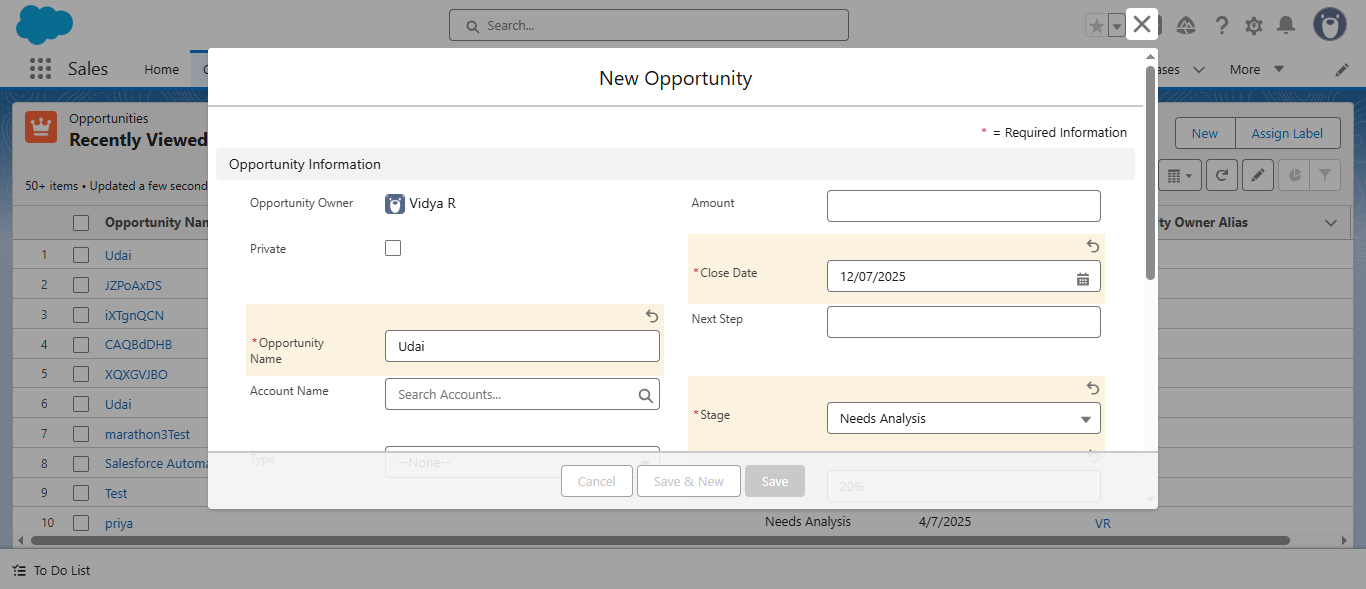 Search...
Sales
Home
ases
More
Opportunities
Recently Viewed
New
Assign Label
50+ items • Updated a few second
Opportunity Nam
ty Owner Alias
1 Udai
2 JZPoAxDS
3 iXTgnQCN
4 CAQBdDHB
5 XQXGVJBO
6 Udai
7 marathon3Test
8 Salesforce Automa
9 Test
10 priya Needs Analysis 4/7/2025 VR
New Opportunity
* = Required Information
Opportunity Information
Opportunity Owner Vidya R
Amount
Private
*Close Date 12/07/2025
Next Step
*Opportunity Name Udai
Account Name Search Accounts...
*Stage Needs Analysis
Type --None--
20%
Cancel
Save & New
Save
To Do List